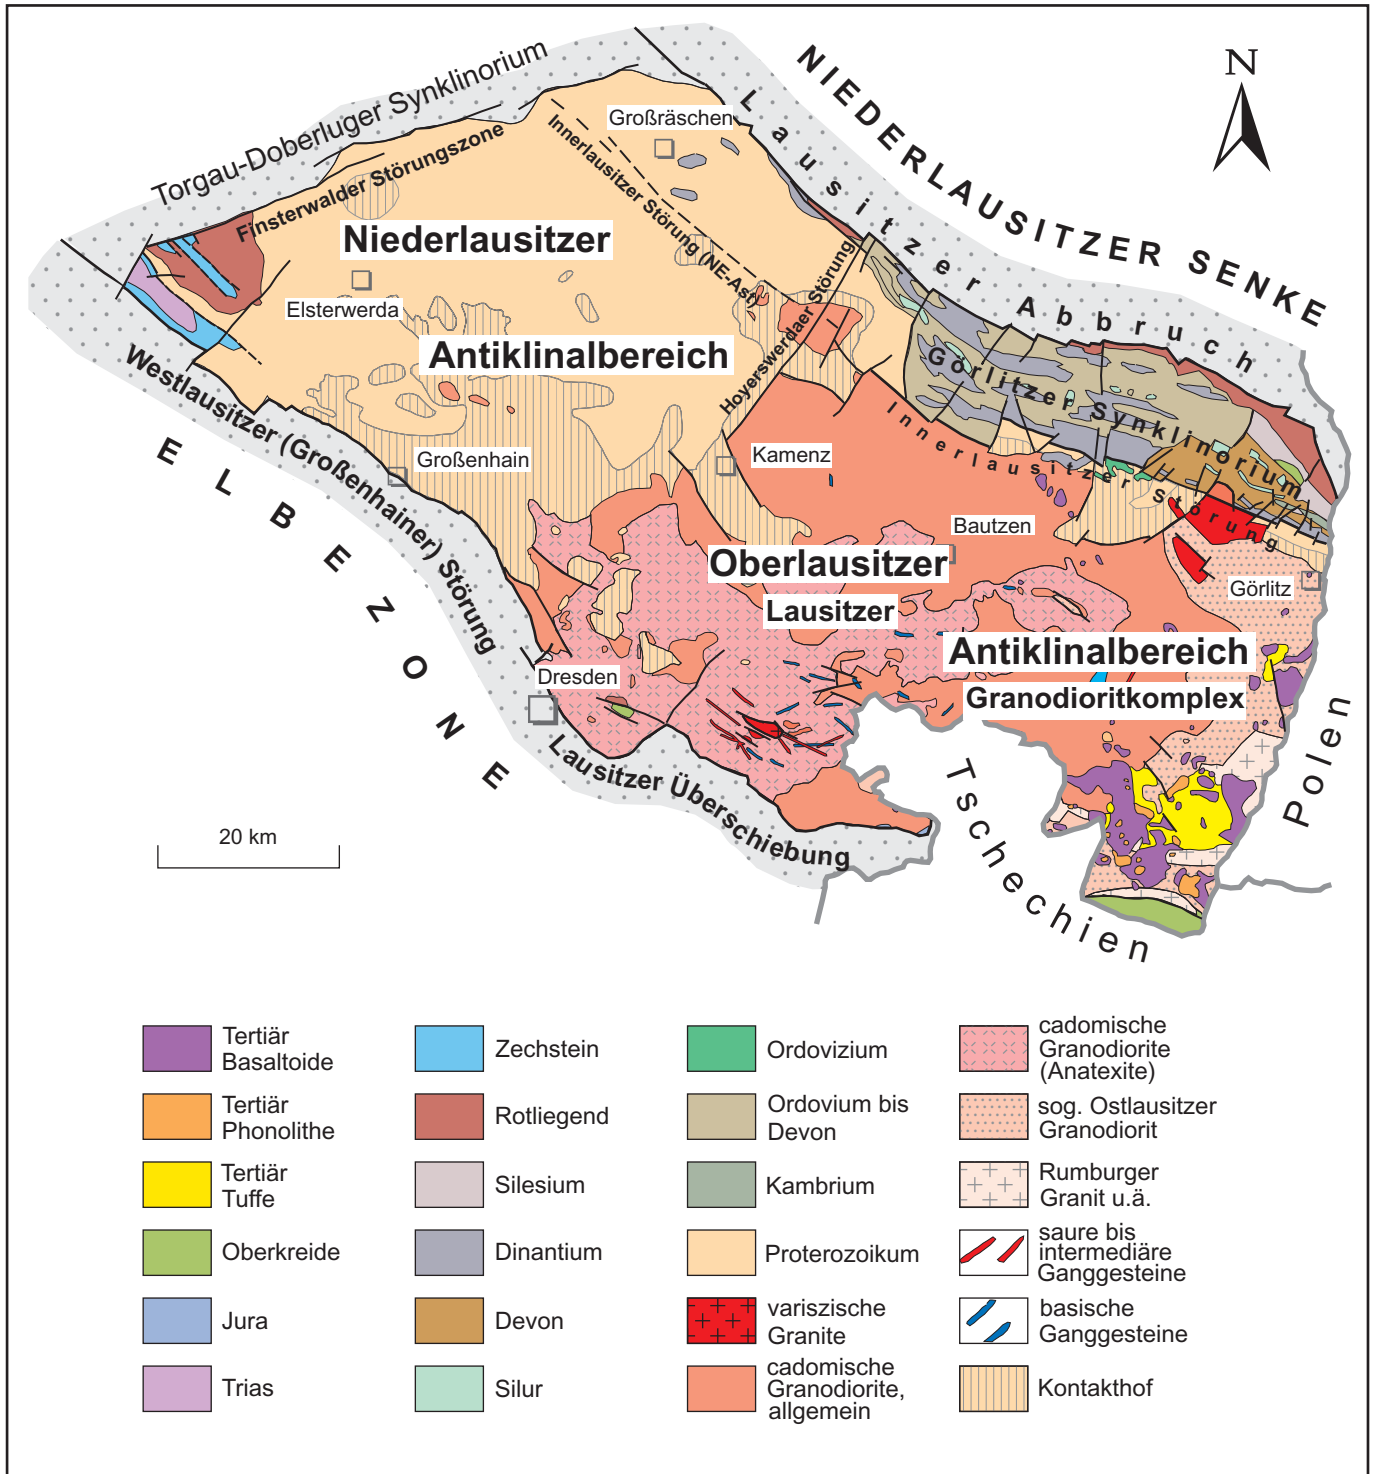 N
NIEDERLAUSITZER SENKE
Torgau-Doberluger Synklinorium
Finsterwalder Störungszone
Innerlausitzer Störung (NE-Ast)
Großräschen
Lausitzer Abbruch
Niederlausitzer
Elsterwerda
Antiklinalbereich
Hoyerswerdaer Störung
Görlitzer Synklinorium
Innerlausitzer Störung
Westlausitzer (Großenhainer) Störung
ELBEZONE
Großenhain
Kamenz
Bautzen
Oberlausitzer
Lausitzer
Görlitz
Antiklinalbereich
Granodioritkomplex
Dresden
Lausitzer Überschiebung
Tschechien
Polen
20 km
Tertiär
Basaltoide
Tertiär
Phonolithe
Tertiär
Tuffe
Oberkreide
Jura
Trias
Zechstein
Rotliegend
Silesium
Dinantium
Devon
Silur
Ordovizium
Ordovium bis
Devon
Kambrium
Proterozoikum
variszische
Granite
cadomische
Granodiorite,
allgemein
cadomische
Granodiorite
(Anatexite)
sog. Ostlausitzer
Granodiorit
Rumburger
Granit u.ä.
saure bis
intermediäre
Ganggesteine
basische
Ganggesteine
Kontakthof